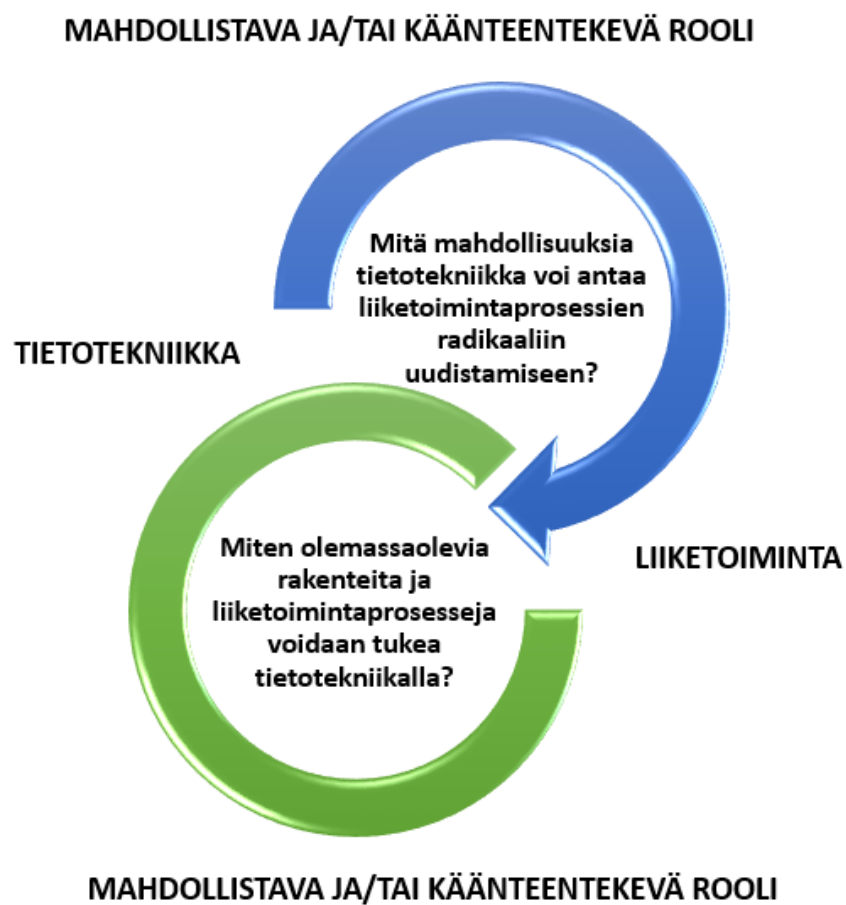 MAHDOLLISTAVA JA/TAI KÄÄNTEENTEKEVÄ ROOLI
Mitä mahdollisuuksia
tietotekniikka voi antaa
liiketoimintaprosessien
radikaaliin
uudistamiseen?
TIETOTEKNIIKKA
Miten olemassaolevia
rakenteita ja
liiketoimintaprosesseja
voidaan tukea
tietotekniikalla?
LIIKETOIMINTA
MAHDOLLISTAVA JA/TAI KÄÄNTEENTEKEVÄ ROOLI